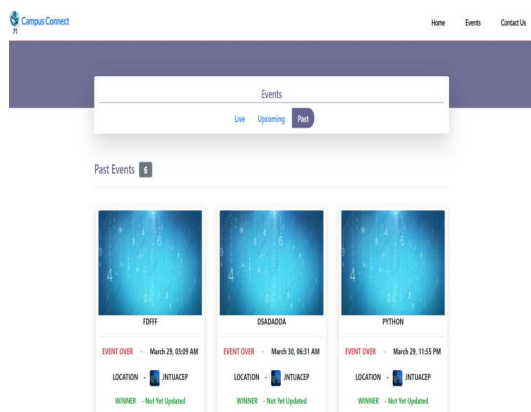 Campus Connect
Home Events Contact Us
Events
Live Upcoming Past
Past Events 6
FDFFF DSADADDA PYTHON
EVENT OVER - March 29, 03:09 AM EVENT OVER - March 30, 06:31 AM EVENT OVER - March 29, 11:55 PM
LOCATION - JNTUACEP LOCATION - JNTUACEP LOCATION - JNTUACEP
WINNER - Not Yet Updated WINNER - Not Yet Updated WINNER - Not Yet Updated